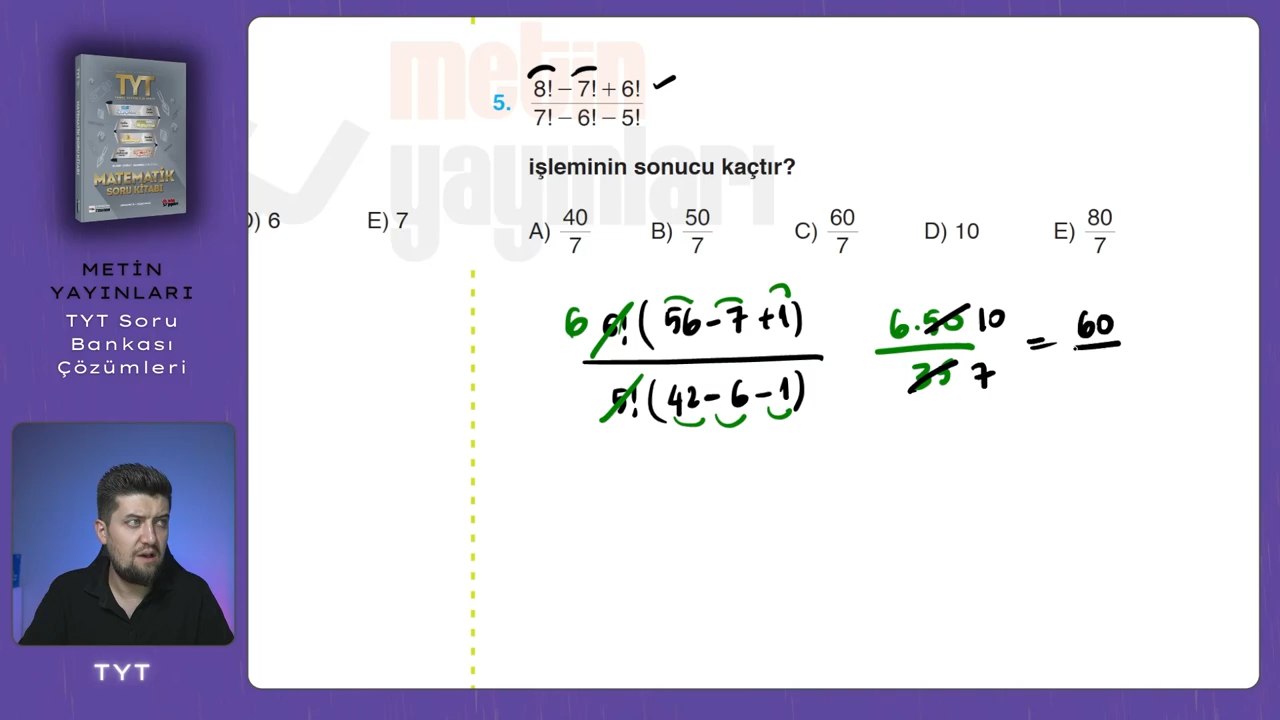 TYT
MATEMATİK
SORU KİTABI
METİN
YAYINLARI
TYT Soru
Bankası
Çözümleri
TYT
metin
yayınları
D) 6 E) 7
5. 8! − 7! + 6!
7! − 6! − 5!
işleminin sonucu kaçtır?
A) 40/7 B) 50/7 C) 60/7 D) 10 E) 80/7
6 6! (56 − 7 + 1)
5! (42 − 6 − 1)
6.50 10
35 7
= 60